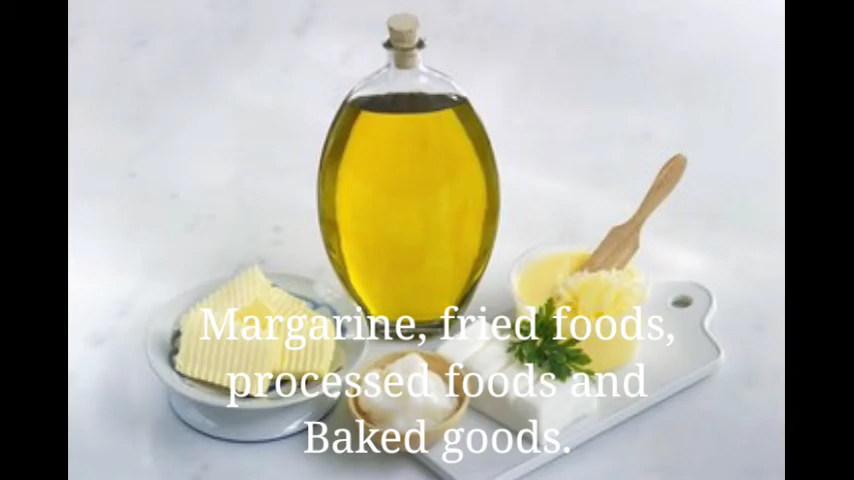 Margarine, fried foods,
processed foods and
Baked goods.